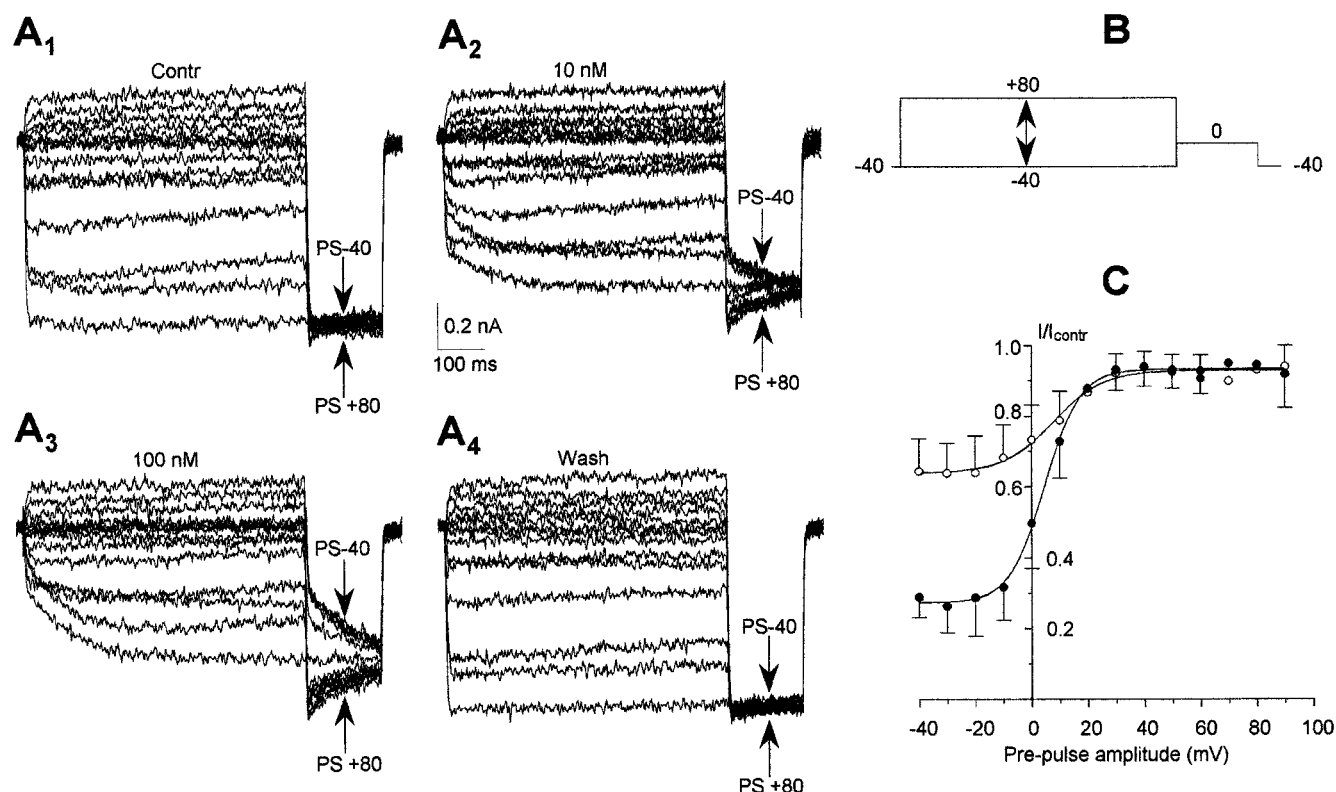 A1
Contr
PS-40
PS +80
A2
10 nM
PS-40
PS +80
0.2 nA
100 ms
A3
100 nM
PS-40
PS +80
A4
Wash
PS-40
PS +80
B
+80
0
-40
-40
-40
C
I/Icontr
1.0
0.8
0.6
0.4
0.2
-40 -20 0 20 40 60 80 100
Pre-pulse amplitude (mV)